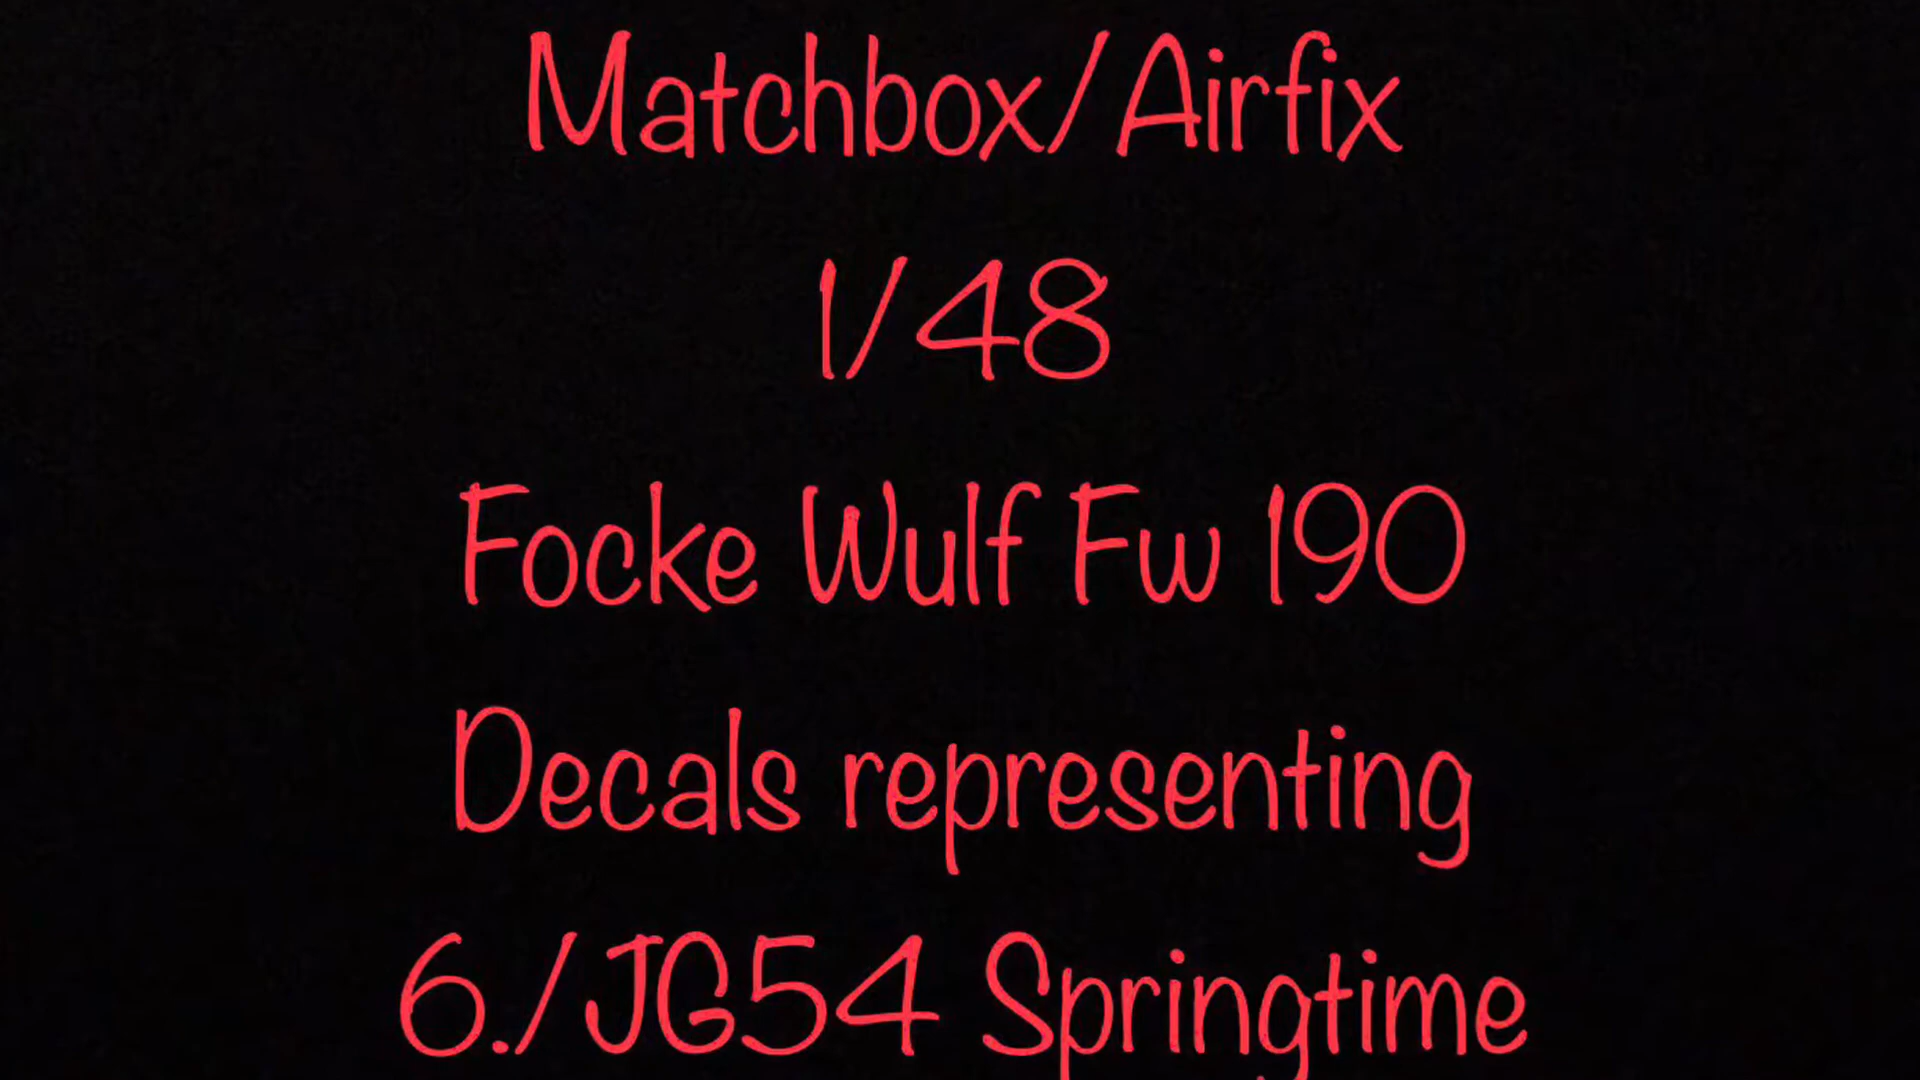 Matchbox/Airfix
1/48
Focke Wulf Fw 190
Decals representing
6./JG54 Springtime